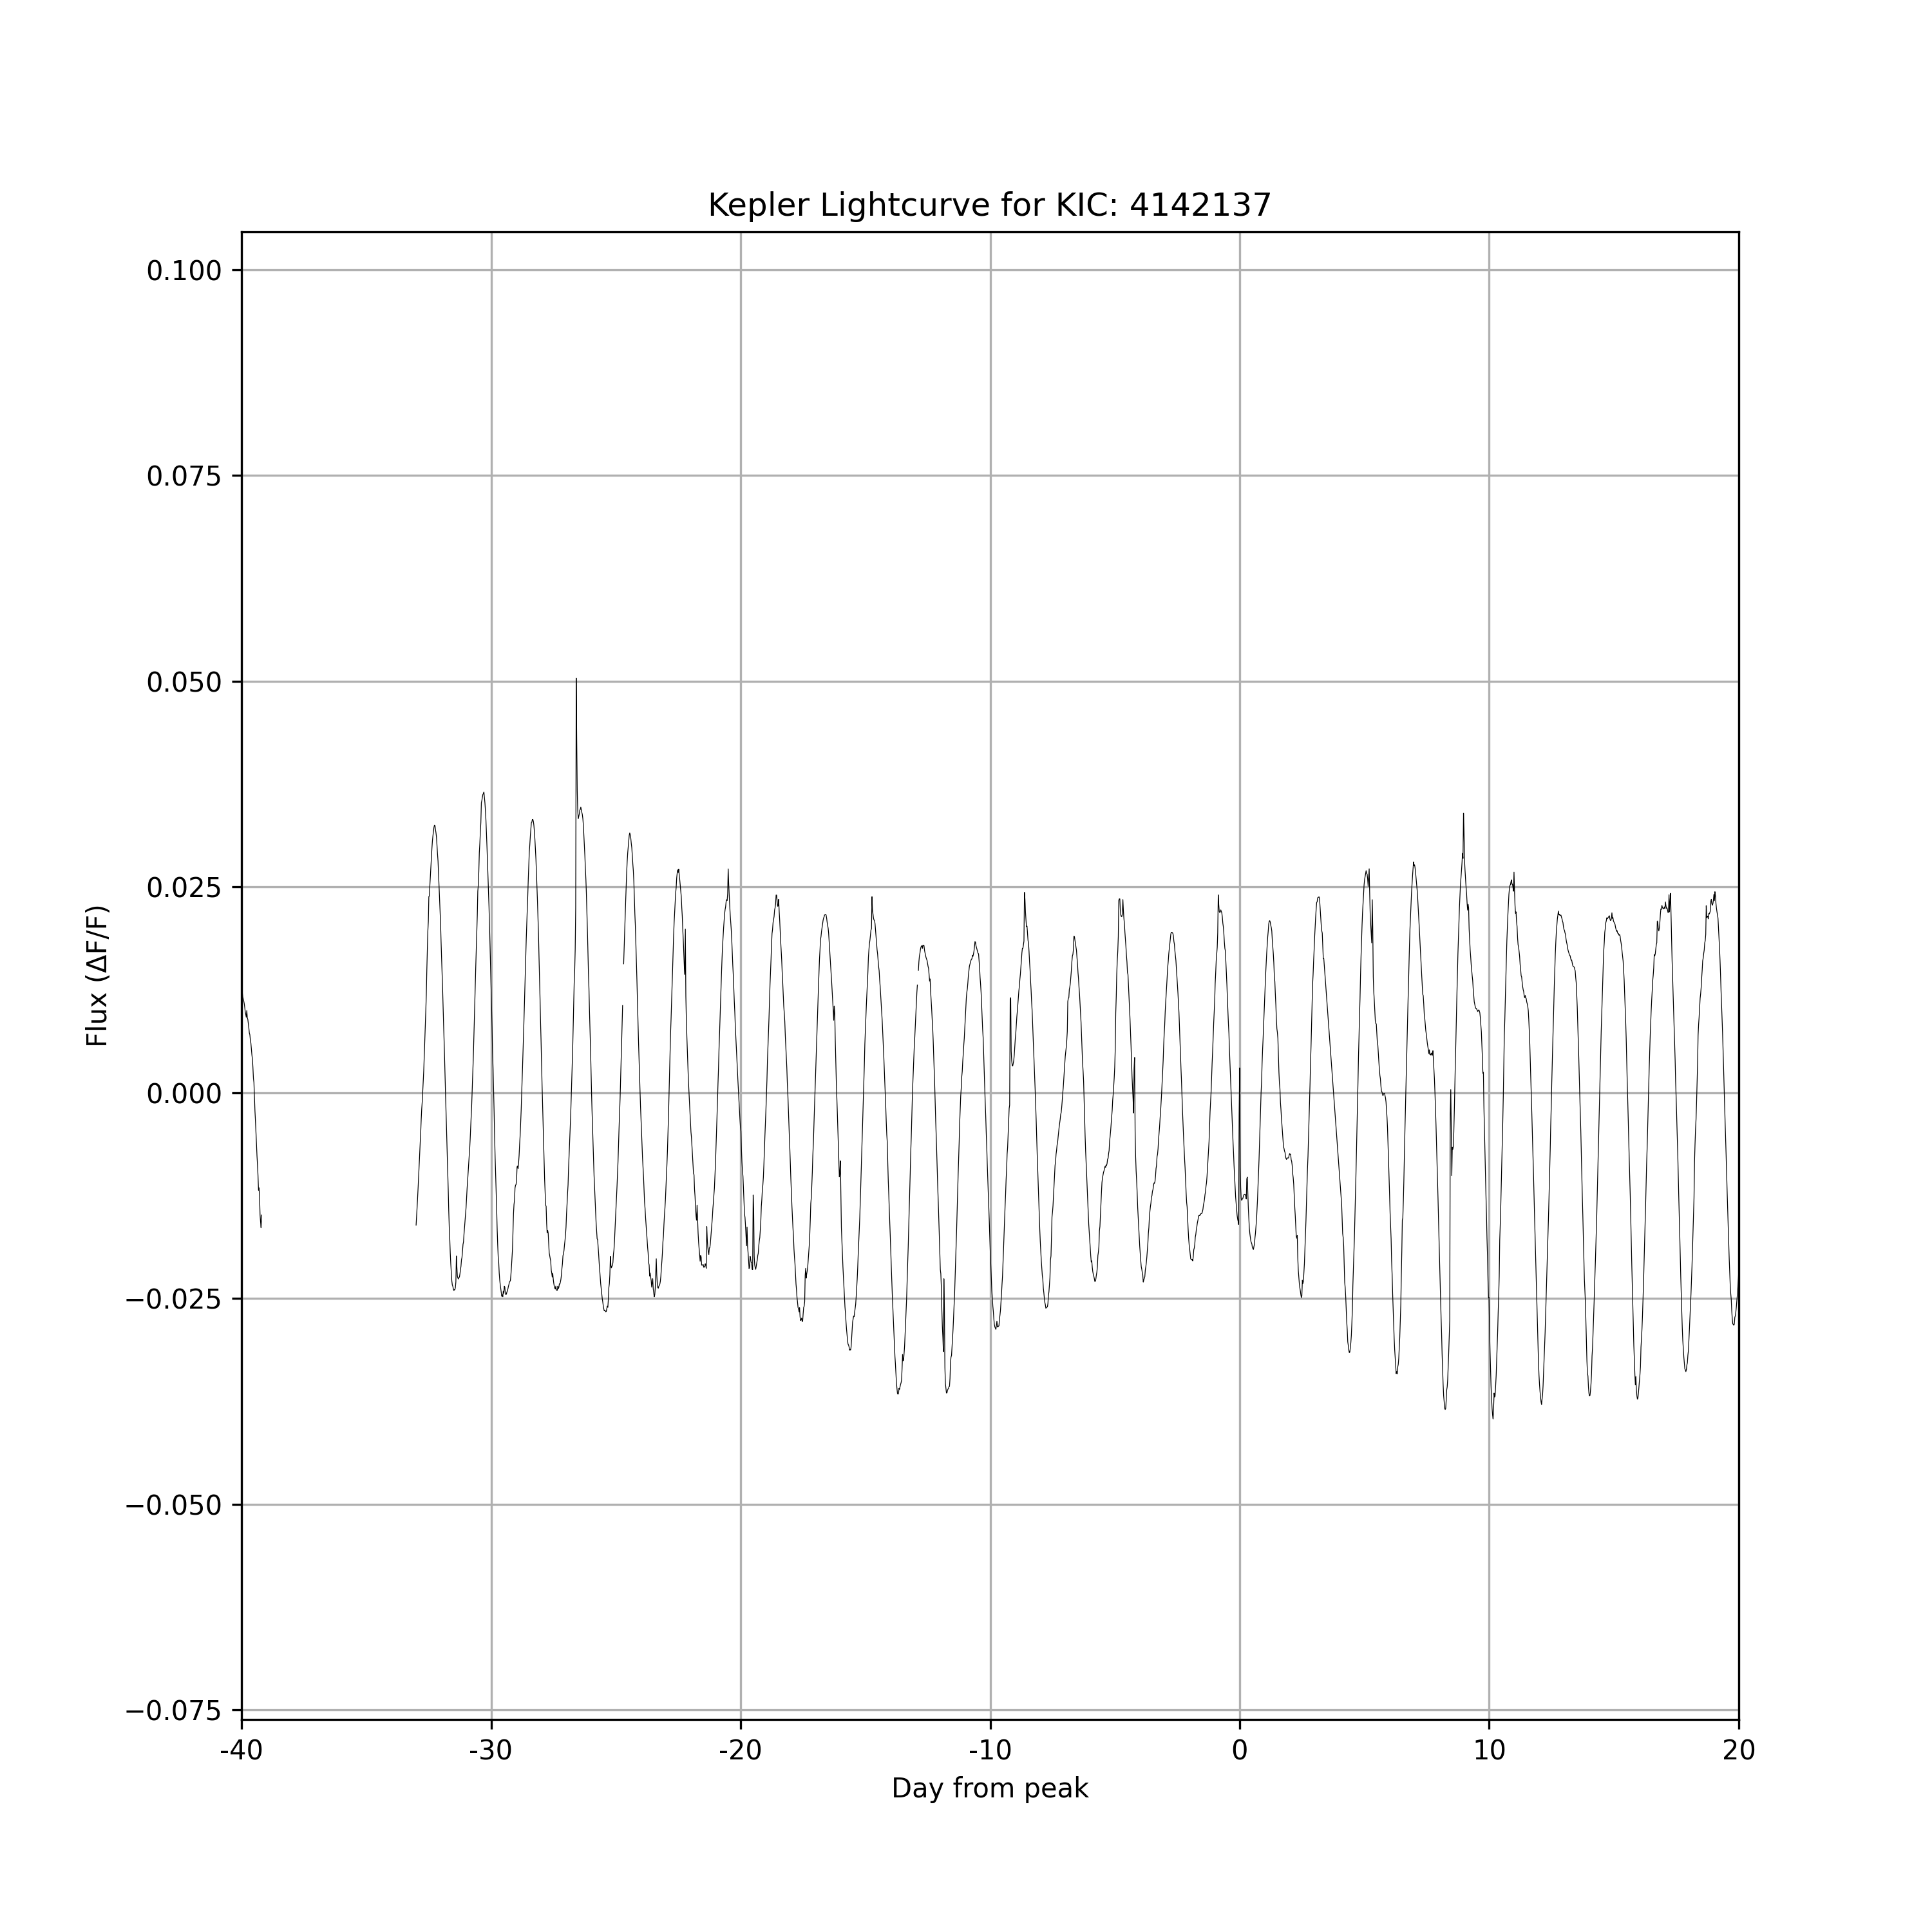 Kepler Lightcurve for KIC: 4142137
0.100
0.075
0.050
0.025
0.000
−0.025
−0.050
−0.075
Flux (ΔF/F)
-40 -30 -20 -10 0 10 20
Day from peak